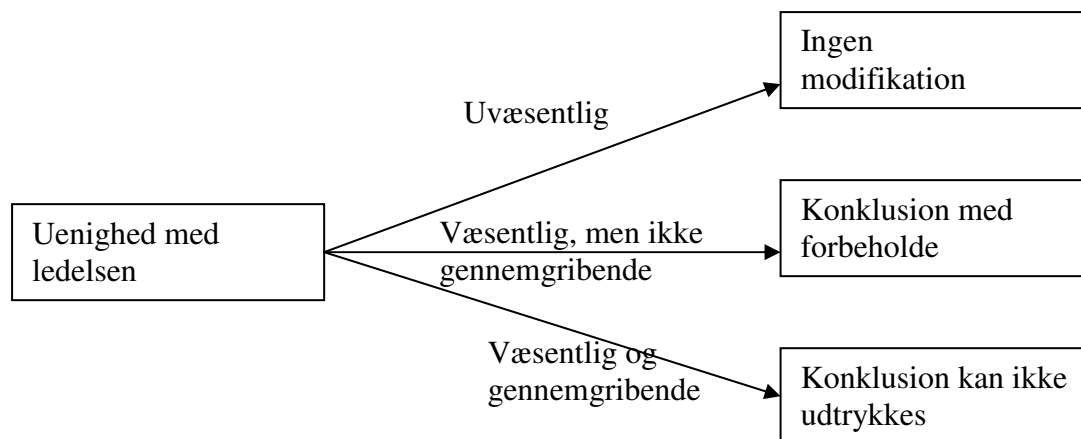 Ingen
modifikation
Uvæsentlig
Uenighed med
ledelsen
Væsentlig, men ikke
gennemgribende
Konklusion med
forbeholde
Væsentlig og
gennemgribende
Konklusion kan ikke
udtrykkes